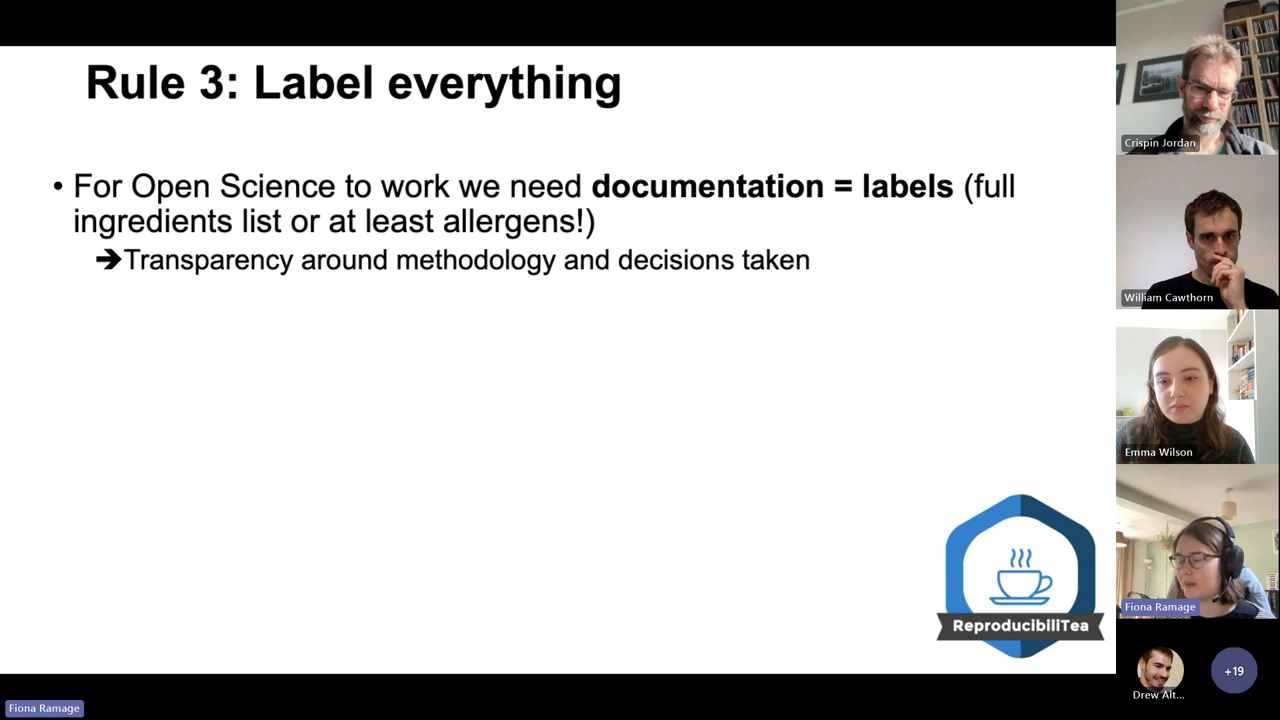 Rule 3: Label everything
• For Open Science to work we need documentation = labels (full
ingredients list or at least allergens!)
➔Transparency around methodology and decisions taken
ReproducibiliTea
Fiona Ramage
Crispin Jordan
William Cawthorn
Emma Wilson
Fiona Ramage
Drew Alt...
+19